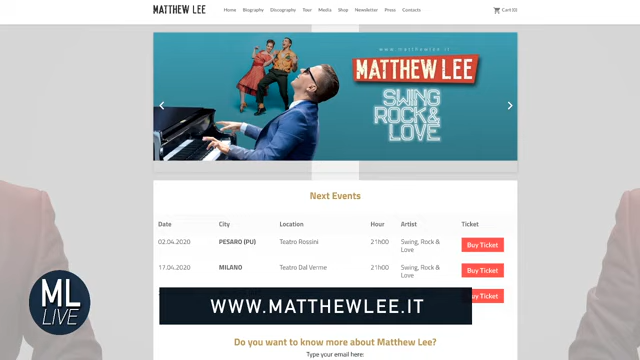 MATTHEW LEE
Home Biography Discography Tour Media Shop Newsletter Press Contacts Cart (0)
www.matthewlee.it
MATTHEW LEE
SWING
ROCK &
LOVE
Next Events
Date City Location Hour Artist Ticket
02.04.2020 PESARO (PU) Teatro Rossini 21h00 Swing, Rock & Love Buy Ticket
17.04.2020 MILANO Teatro Dal Verme 21h00 Swing, Rock & Love Buy Ticket
Buy Ticket
ML
LIVE
WWW.MATTHEWLEE.IT
Do you want to know more about Matthew Lee?
Type your email here: